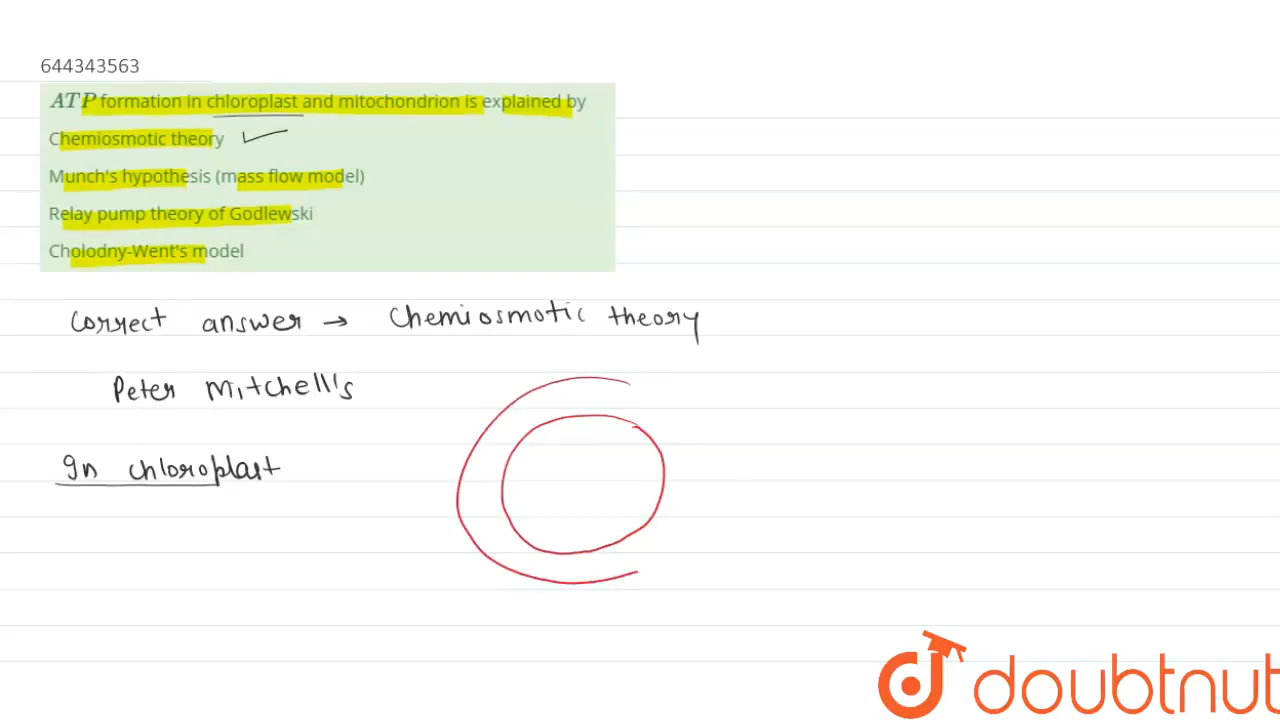 644343563
ATP formation in chloroplast and mitochondrion is explained by
Chemiosmotic theory
Munch's hypothesis (mass flow model)
Relay pump theory of Godlewski
Cholodny-Went's model
Correct answer → Chemiosmotic theory
Peter Mitchell's
In chloroplast
doubtnut